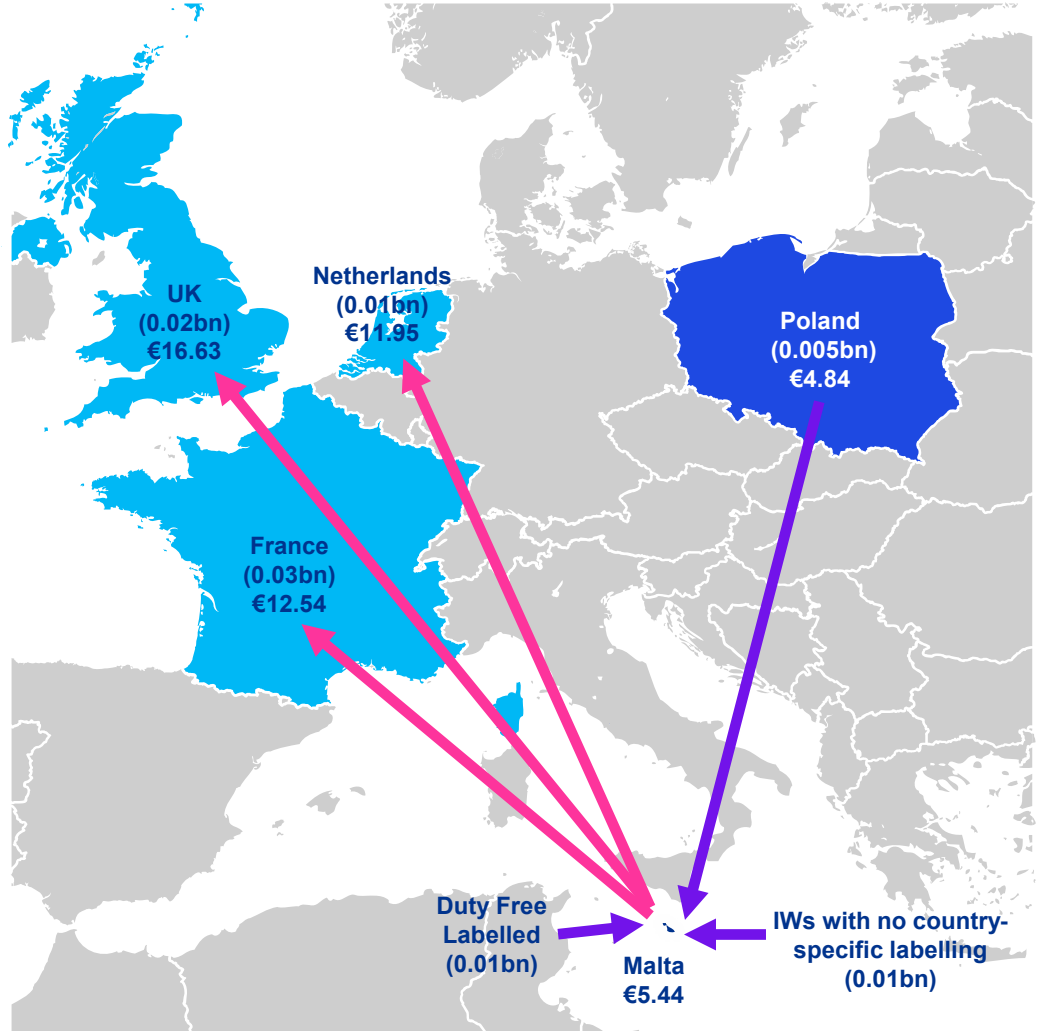 UK
(0.02bn)
€16.63
Netherlands
(0.01bn)
€11.95
Poland
(0.005bn)
€4.84
France
(0.03bn)
€12.54
Duty Free
Labelled
(0.01bn)
Malta
€5.44
IWs with no country-
specific labelling
(0.01bn)